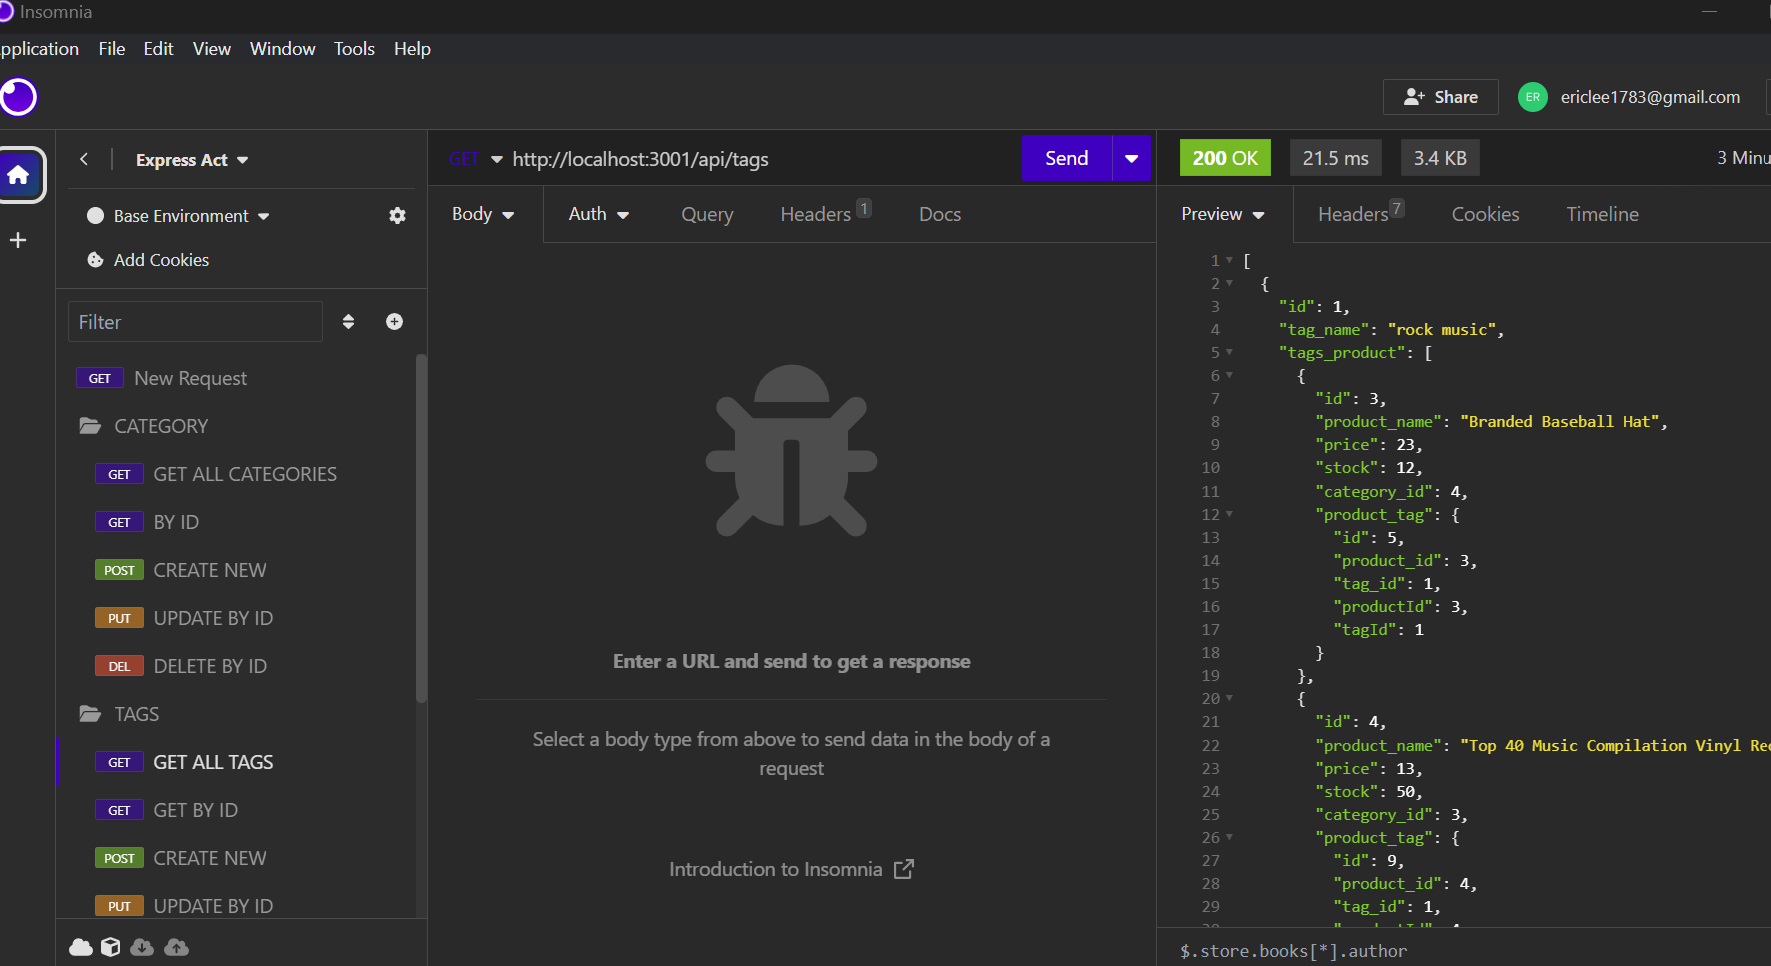 Insomnia
pplication File Edit View Window Tools Help
Share ER ericlee1783@gmail.com
Express Act
Base Environment
Add Cookies
Filter
GET New Request
CATEGORY
GET GET ALL CATEGORIES
GET BY ID
POST CREATE NEW
PUT UPDATE BY ID
DEL DELETE BY ID
TAGS
GET GET ALL TAGS
GET GET BY ID
POST CREATE NEW
PUT UPDATE BY ID
GET http://localhost:3001/api/tags Send
Body Auth Query Headers 1 Docs
Enter a URL and send to get a response
Select a body type from above to send data in the body of a
request
Introduction to Insomnia
200 OK 21.5 ms 3.4 KB 3 Minu
Preview Headers 7 Cookies Timeline
1 [
2 {
3 "id": 1,
4 "tag_name": "rock music",
5 "tags_product": [
6 {
7 "id": 3,
8 "product_name": "Branded Baseball Hat",
9 "price": 23,
10 "stock": 12,
11 "category_id": 4,
12 "product_tag": {
13 "id": 5,
14 "product_id": 3,
15 "tag_id": 1,
16 "productId": 3,
17 "tagId": 1
18 }
19 },
20 {
21 "id": 4,
22 "product_name": "Top 40 Music Compilation Vinyl Rec
23 "price": 13,
24 "stock": 50,
25 "category_id": 3,
26 "product_tag": {
27 "id": 9,
28 "product_id": 4,
29 "tag_id": 1,
$.store.books[*].author